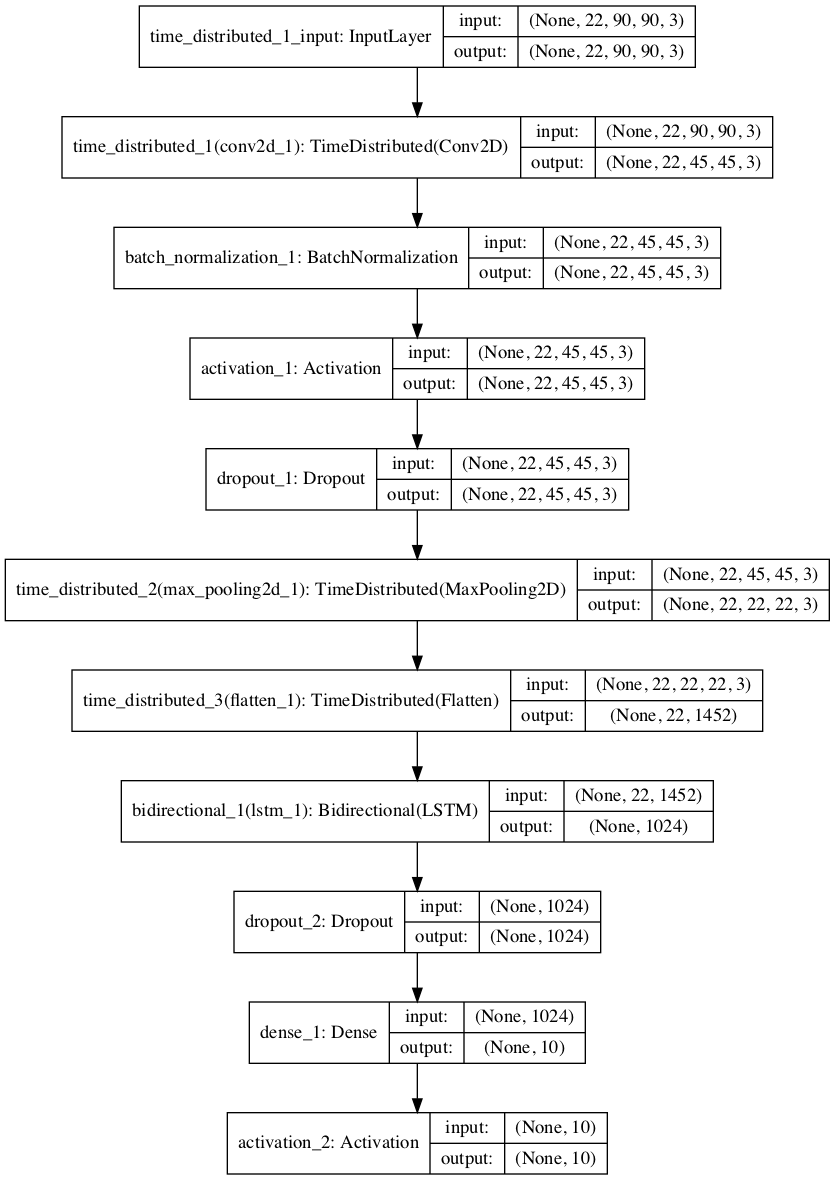 time_distributed_1_input: InputLayer
input: (None, 22, 90, 90, 3)
output: (None, 22, 90, 90, 3)
time_distributed_1(conv2d_1): TimeDistributed(Conv2D)
input: (None, 22, 90, 90, 3)
output: (None, 22, 45, 45, 3)
batch_normalization_1: BatchNormalization
input: (None, 22, 45, 45, 3)
output: (None, 22, 45, 45, 3)
activation_1: Activation
input: (None, 22, 45, 45, 3)
output: (None, 22, 45, 45, 3)
dropout_1: Dropout
input: (None, 22, 45, 45, 3)
output: (None, 22, 45, 45, 3)
time_distributed_2(max_pooling2d_1): TimeDistributed(MaxPooling2D)
input: (None, 22, 45, 45, 3)
output: (None, 22, 22, 22, 3)
time_distributed_3(flatten_1): TimeDistributed(Flatten)
input: (None, 22, 22, 22, 3)
output: (None, 22, 1452)
bidirectional_1(lstm_1): Bidirectional(LSTM)
input: (None, 22, 1452)
output: (None, 1024)
dropout_2: Dropout
input: (None, 1024)
output: (None, 1024)
dense_1: Dense
input: (None, 1024)
output: (None, 10)
activation_2: Activation
input: (None, 10)
output: (None, 10)